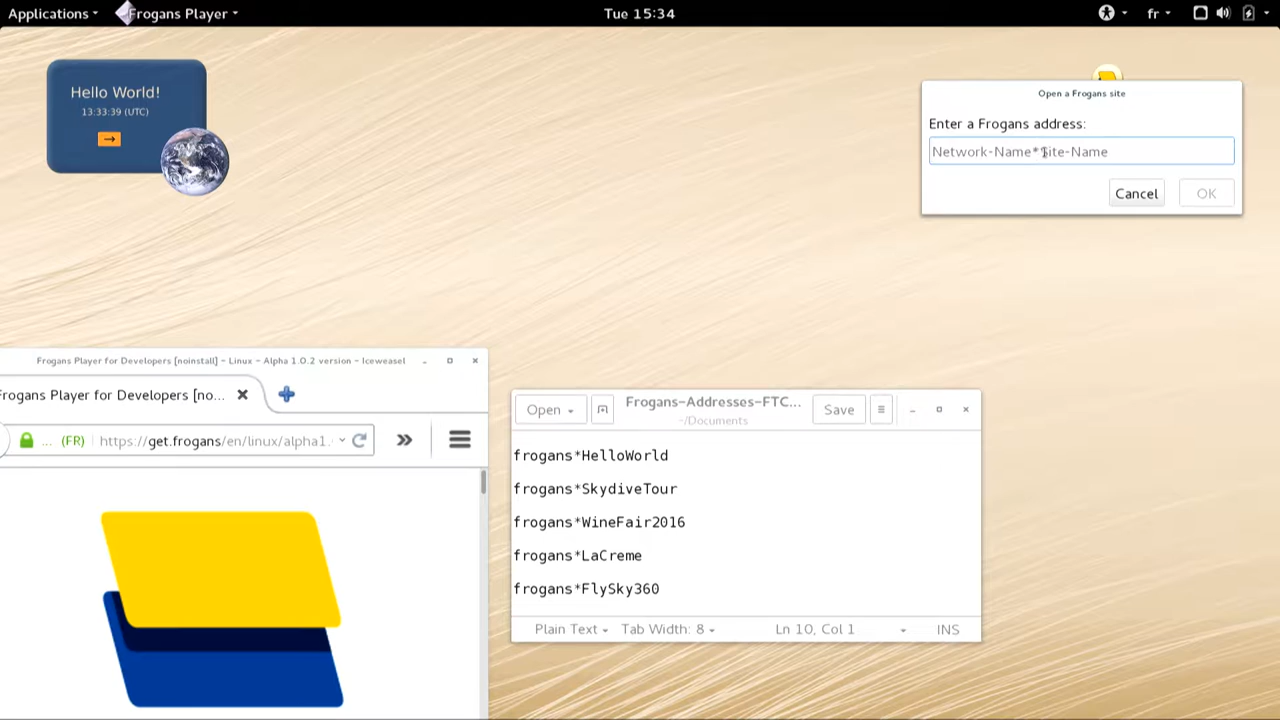 Applications
Frogans Player
Tue 15:34
fr
Hello World!
13:33:39 (UTC)
→
Open a Frogans site
Enter a Frogans address:
Network-Name*Site-Name
Cancel
OK
Frogans Player for Developers [noinstall] – Linux – Alpha 1.0.2 version – Iceweasel
Frogans Player for Developers [no...
... (FR) https://get.frogans/en/linux/alpha1.
Open
Frogans-Addresses-FTC...
~/Documents
Save
frogans*HelloWorld
frogans*SkydiveTour
frogans*WineFair2016
frogans*LaCreme
frogans*FlySky360
Plain Text
Tab Width: 8
Ln 10, Col 1
INS